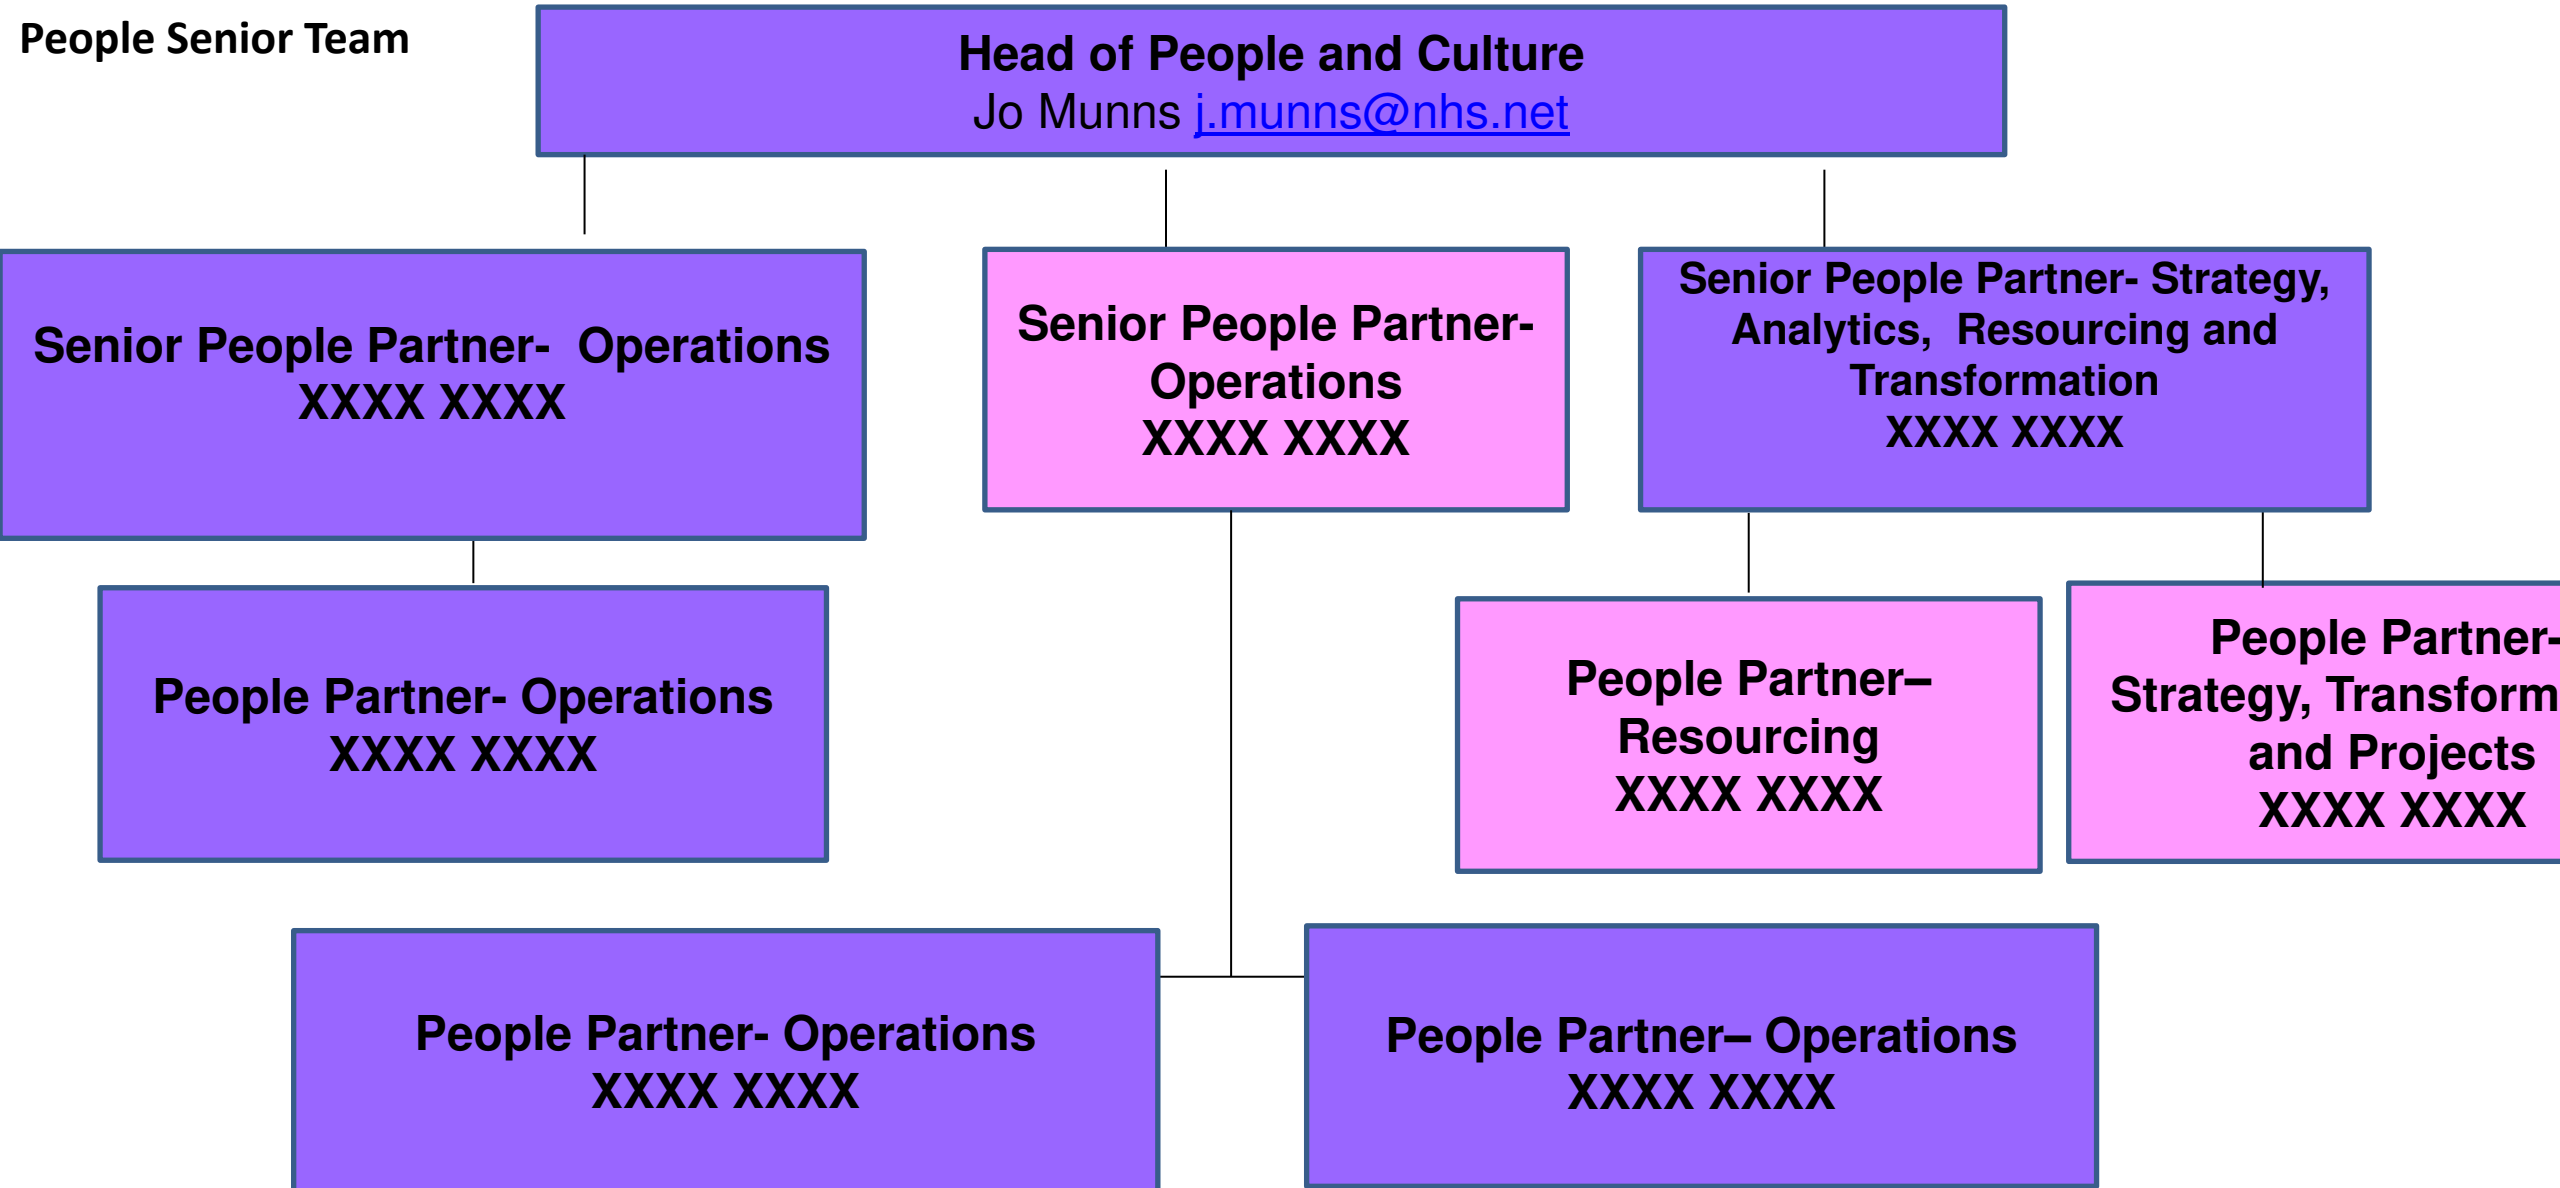 People Senior Team
Head of People and Culture
Jo Munns j.munns@nhs.net
Senior People Partner-  Operations
XXXX XXXX
Senior People Partner-
Operations
XXXX XXXX
Senior People Partner- Strategy,
Analytics,  Resourcing and
Transformation
XXXX XXXX
People Partner- Operations
XXXX XXXX
People Partner–
Resourcing
XXXX XXXX
People Partner-
Strategy, Transform
and Projects
XXXX XXXX
People Partner- Operations
XXXX XXXX
People Partner– Operations
XXXX XXXX